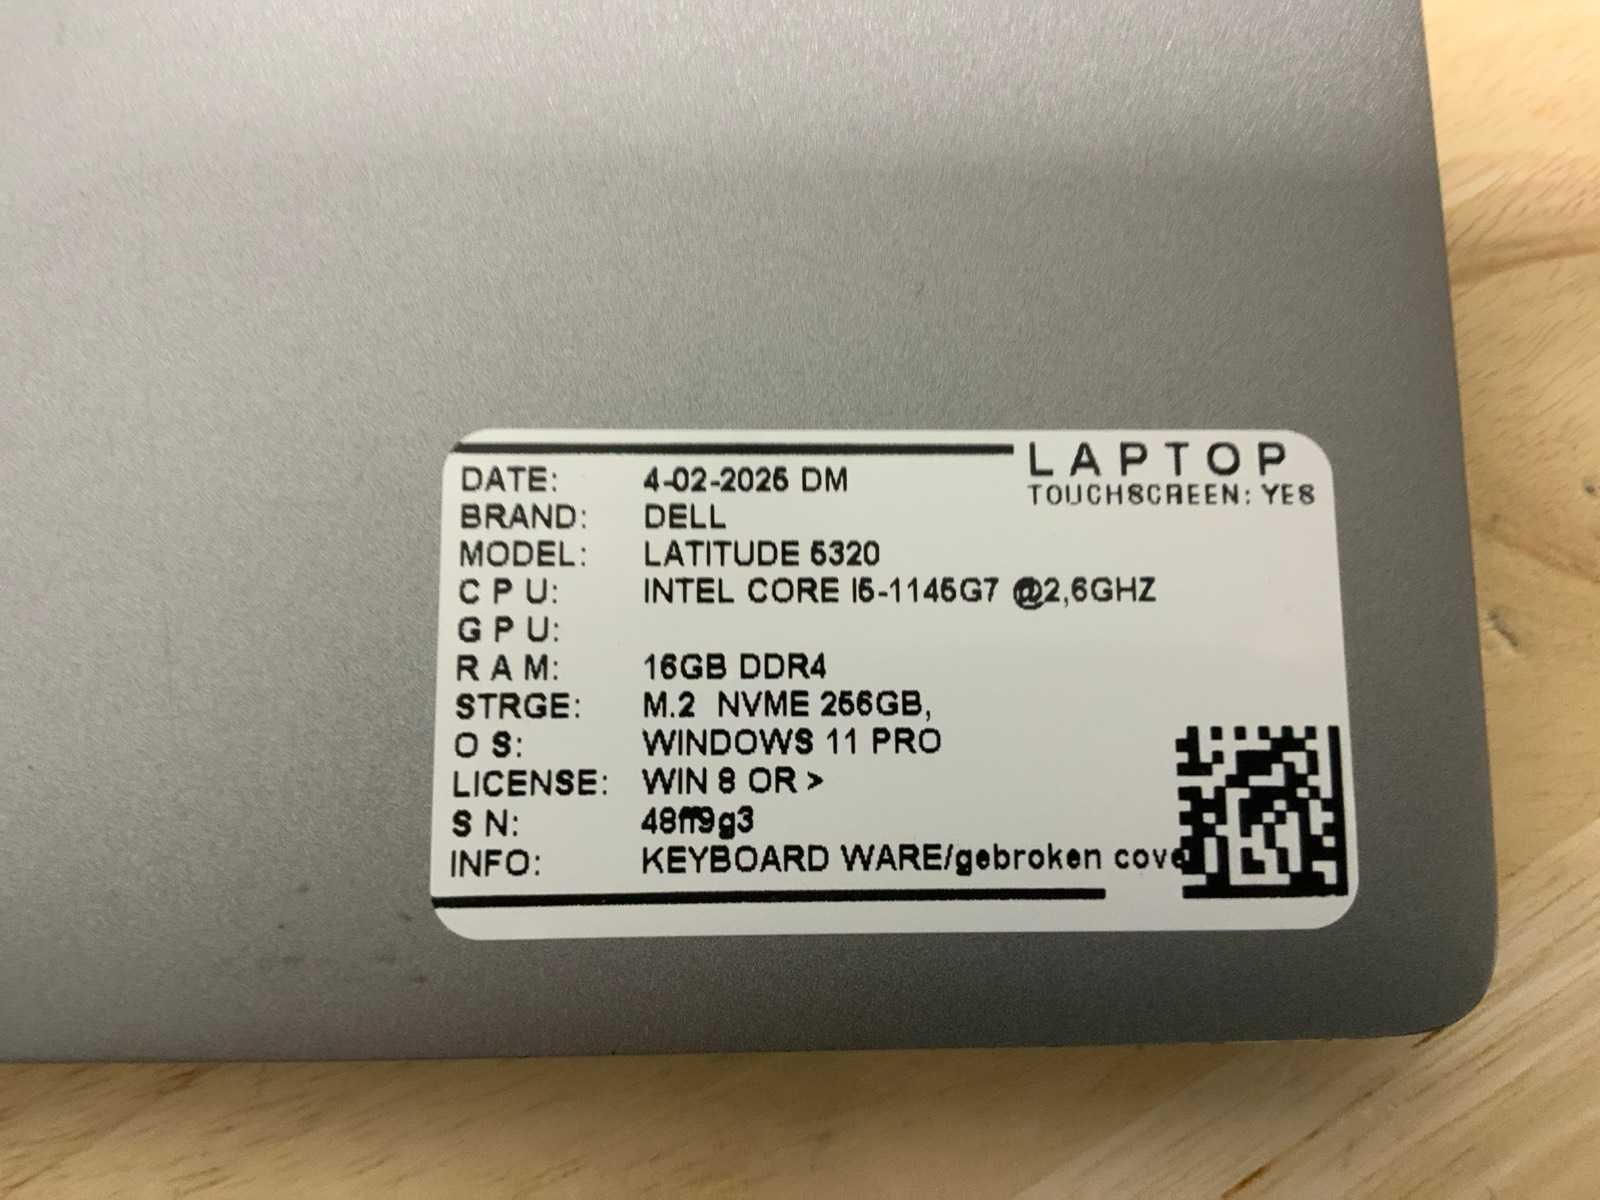 LAPTOP
TOUCHSCREEN: YES
DATE: 4-02-2025 DM
BRAND: DELL
MODEL: LATITUDE 5320
C P U: INTEL CORE I5-1145G7 @2,6GHZ
G P U:
R A M: 16GB DDR4
STRGE: M.2 NVME 256GB,
O S: WINDOWS 11 PRO
LICENSE: WIN 8 OR >
S N: 48ff9g3
INFO: KEYBOARD WARE/gebroken cove